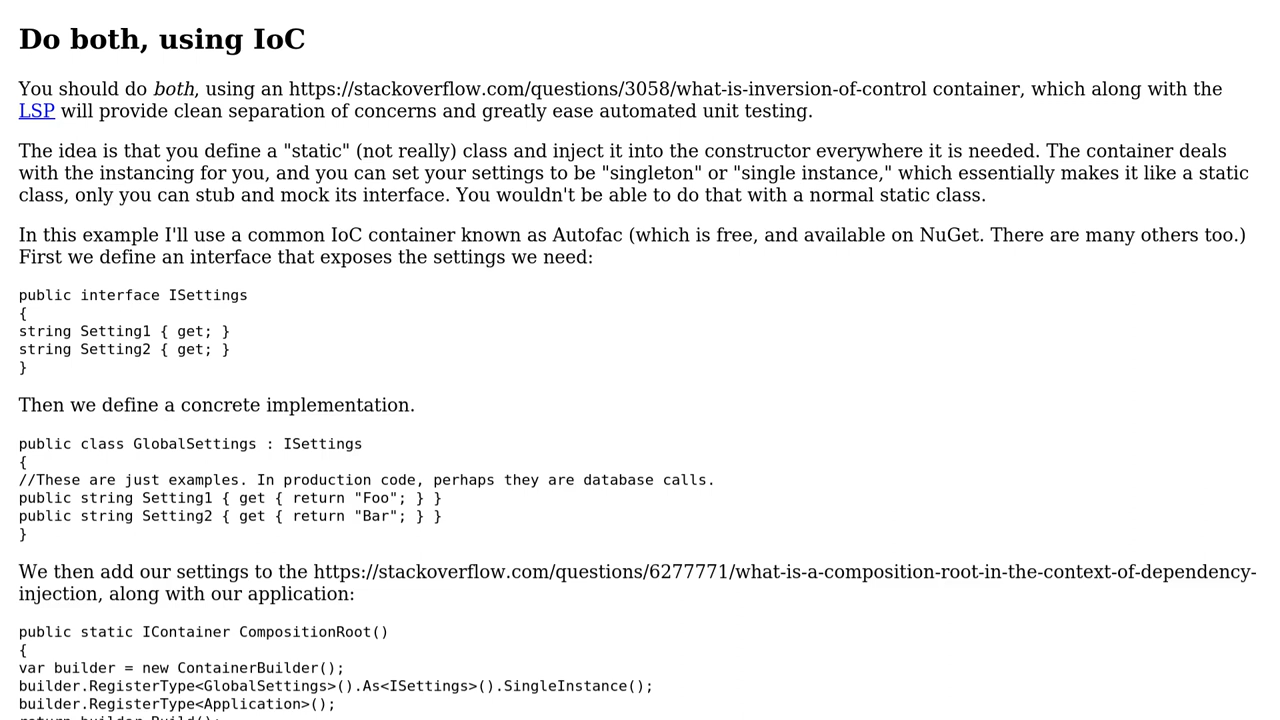 Do both, using IoC
You should do both, using an https://stackoverflow.com/questions/3058/what-is-inversion-of-control container, which along with the
LSP will provide clean separation of concerns and greatly ease automated unit testing.
The idea is that you define a "static" (not really) class and inject it into the constructor everywhere it is needed. The container deals
with the instancing for you, and you can set your settings to be "singleton" or "single instance," which essentially makes it like a static
class, only you can stub and mock its interface. You wouldn't be able to do that with a normal static class.
In this example I'll use a common IoC container known as Autofac (which is free, and available on NuGet. There are many others too.)
First we define an interface that exposes the settings we need:
public interface ISettings
{
string Setting1 { get; }
string Setting2 { get; }
}
Then we define a concrete implementation.
public class GlobalSettings : ISettings
{
//These are just examples. In production code, perhaps they are database calls.
public string Setting1 { get { return "Foo"; } }
public string Setting2 { get { return "Bar"; } }
}
We then add our settings to the https://stackoverflow.com/questions/6277771/what-is-a-composition-root-in-the-context-of-dependency-
injection, along with our application:
public static IContainer CompositionRoot()
{
var builder = new ContainerBuilder();
builder.RegisterType<GlobalSettings>().As<ISettings>().SingleInstance();
builder.RegisterType<Application>();
return builder.Build();